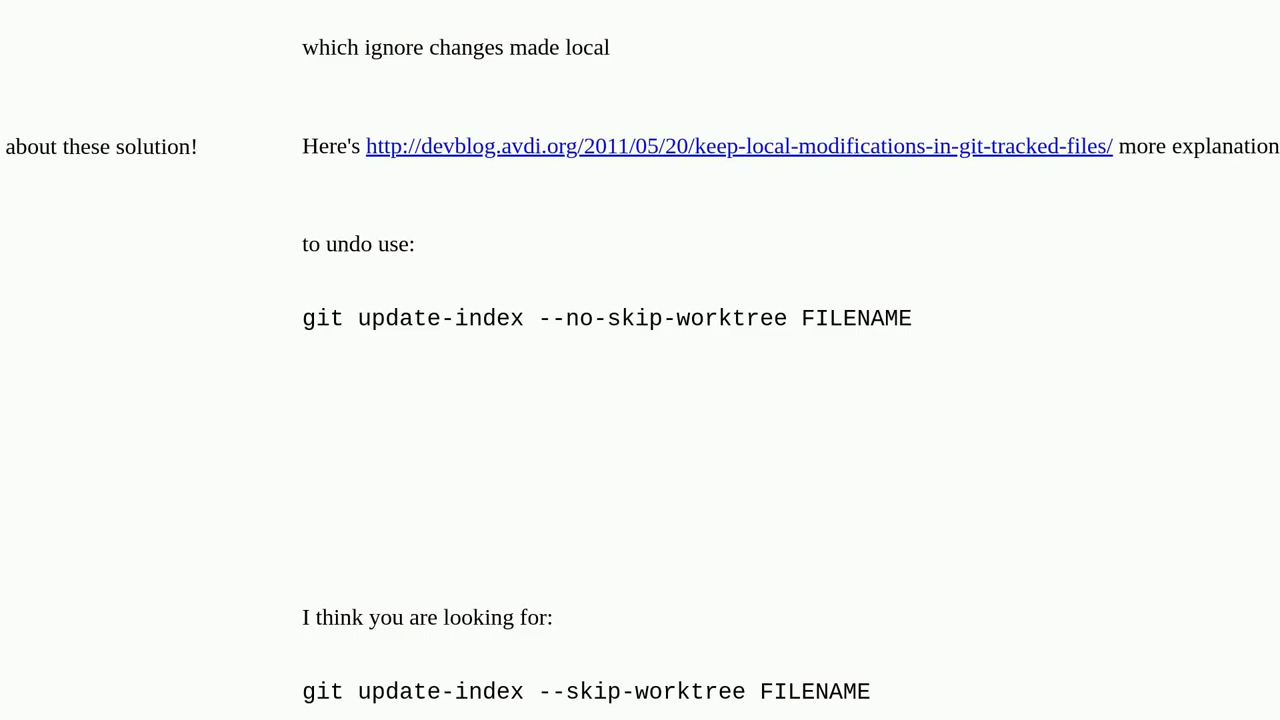 which ignore changes made local
about these solution!
Here's http://devblog.avdi.org/2011/05/20/keep-local-modifications-in-git-tracked-files/ more explanation
to undo use:
git update-index --no-skip-worktree FILENAME
I think you are looking for:
git update-index --skip-worktree FILENAME